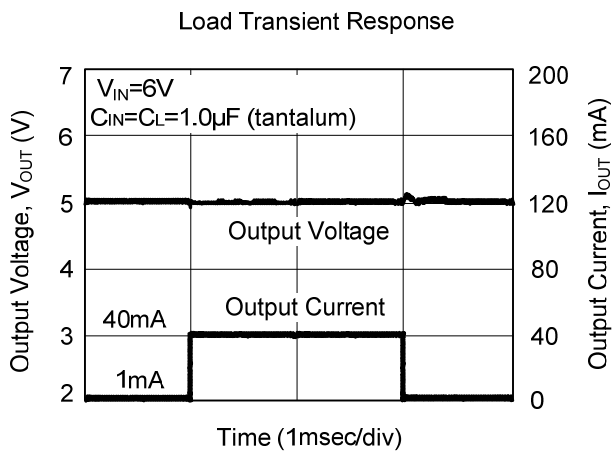 Load Transient Response
Output Voltage, VOUT (V)
7
6
5
4
3
2
VIN=6V
CIN=CL=1.0µF (tantalum)
Output Voltage
Output Current
40mA
1mA
200
160
120
80
40
0
Output Current, IOUT (mA)
Time (1msec/div)